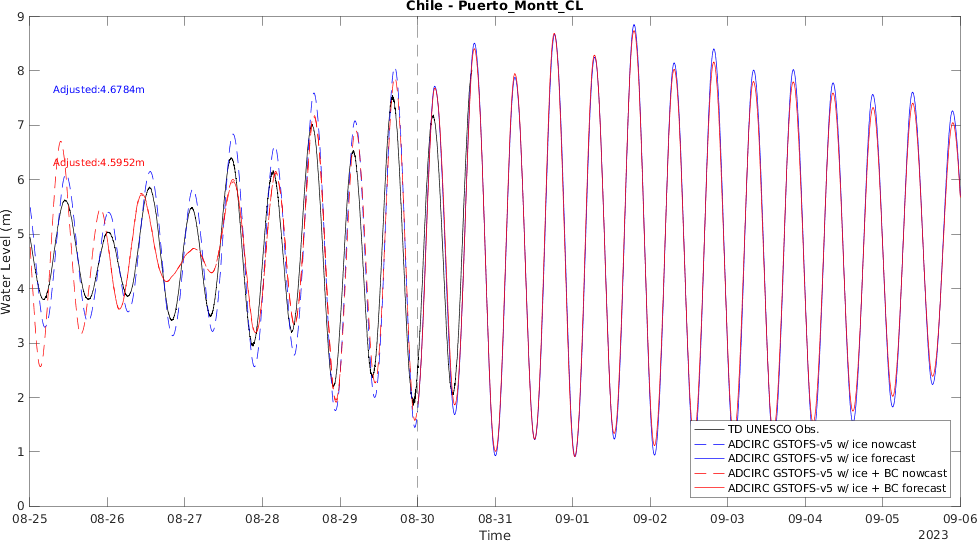 Chile - Puerto_Montt_CL
9
8
7
6
5
4
3
2
1
0
Water Level (m)
Adjusted:4.6784m
Adjusted:4.5952m
TD UNESCO Obs.
ADCIRC GSTOFS-v5 w/ ice nowcast
ADCIRC GSTOFS-v5 w/ ice forecast
ADCIRC GSTOFS-v5 w/ ice + BC nowcast
ADCIRC GSTOFS-v5 w/ ice + BC forecast
08-25 08-26 08-27 08-28 08-29 08-30 08-31 09-01 09-02 09-03 09-04 09-05 09-06
Time
2023